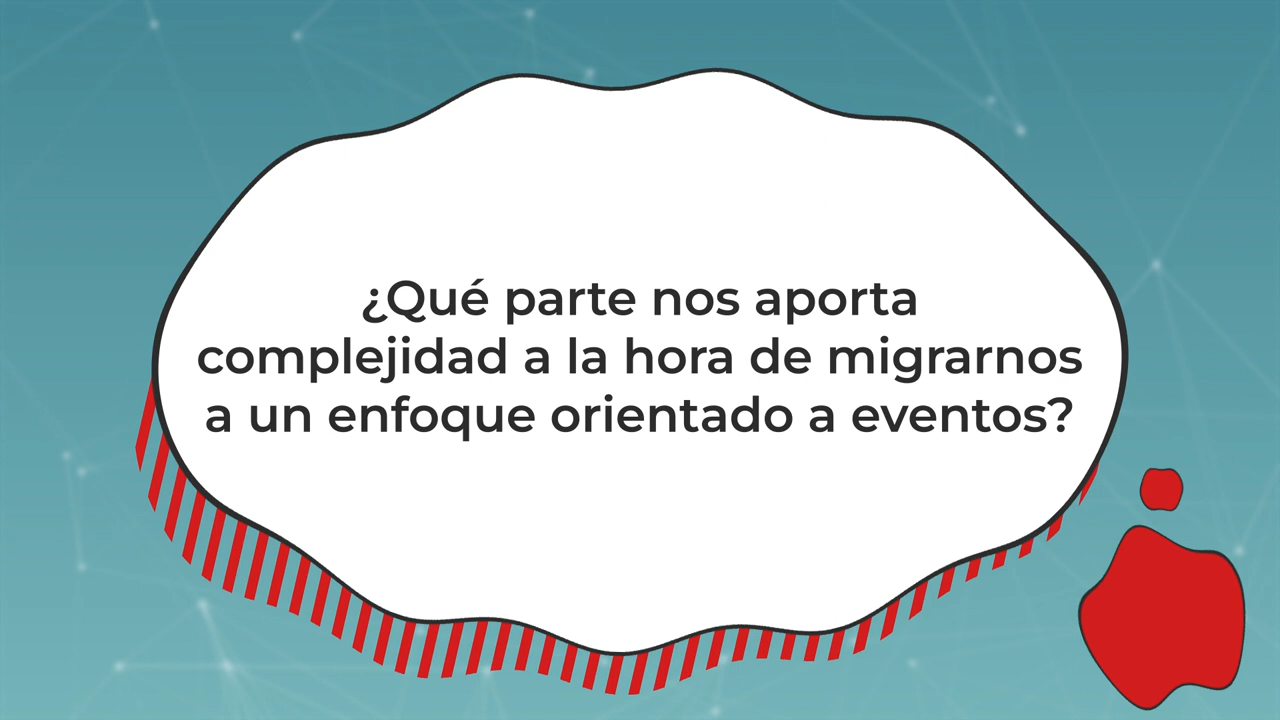 ¿Qué parte nos aporta
complejidad a la hora de migrarnos
a un enfoque orientado a eventos?